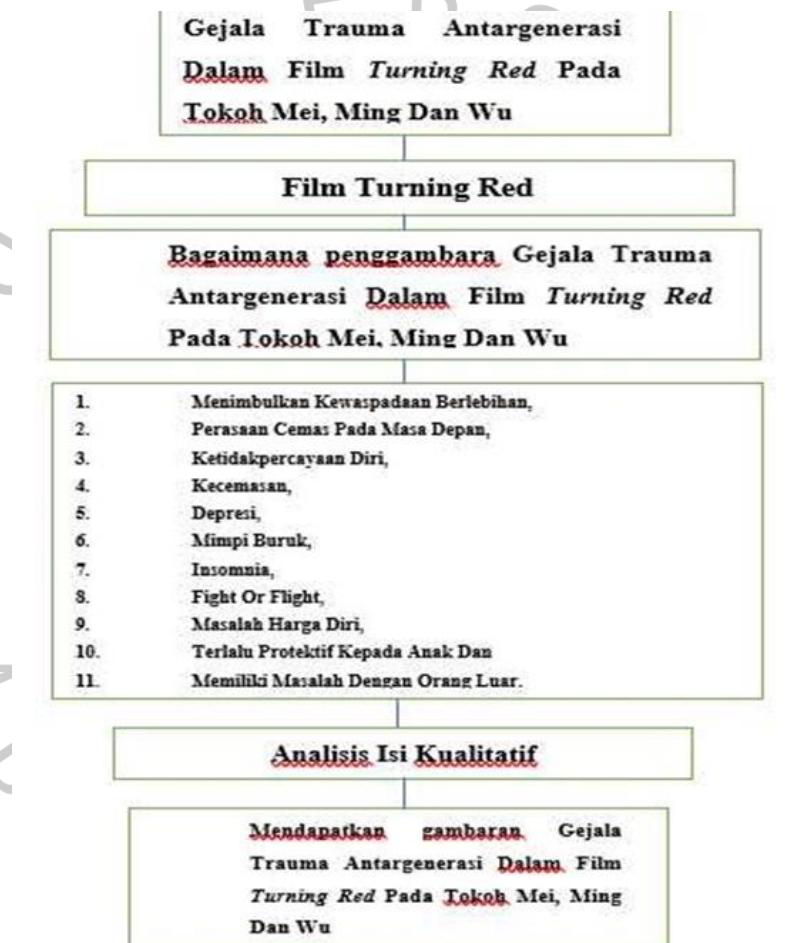 Gejala Trauma Antargenerasi
Dalam Film Turning Red Pada
Tokoh Mei, Ming Dan Wu
Film Turning Red
Bagaimana penggambara Gejala Trauma
Antargenerasi Dalam Film Turning Red
Pada Tokoh Mei, Ming Dan Wu
1. Menimbulkan Kewaspadaan Berlebihan,
2. Perasaan Cemas Pada Masa Depan,
3. Ketidakpercayaan Diri,
4. Kecemasan,
5. Depresi,
6. Mimpi Buruk,
7. Insomnia,
8. Fight Or Flight,
9. Masalah Harga Diri,
10. Terlalu Protektif Kepada Anak Dan
11. Memiliki Masalah Dengan Orang Luar.
Analisis Isi Kualitatif
Mendapatkan gambaran Gejala
Trauma Antargenerasi Dalam Film
Turning Red Pada Tokoh Mei, Ming
Dan Wu